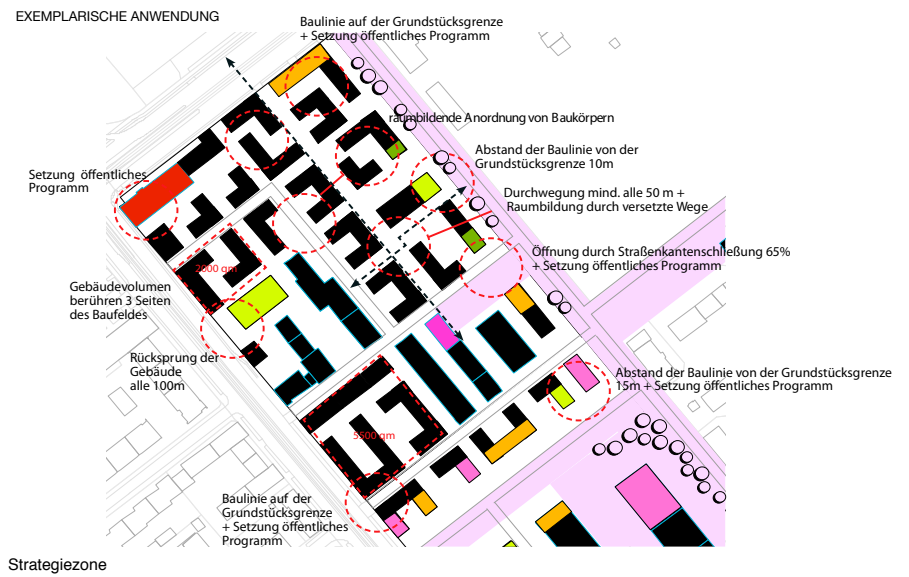 EXEMPLARISCHE ANWENDUNG
Baulinie auf der Grundstücksgrenze
+ Setzung öffentliches Programm
raumbildende Anordnung von Baukörpern
Abstand der Baulinie von der
Grundstücksgrenze 10m
Setzung öffentliches
Programm
Durchwegung mind. alle 50 m +
Raumbildung durch versetzte Wege
Öffnung durch Straßenkantenschließung 65%
+ Setzung öffentliches Programm
2000 qm
Gebäudevolumen
berühren 3 Seiten
des Baufeldes
Rücksprung der
Gebäude
alle 100m
Abstand der Baulinie von der Grundstücksgrenze
15m + Setzung öffentliches Programm
5500 qm
Baulinie auf der
Grundstücksgrenze
+ Setzung öffentliches
Programm
Strategiezone